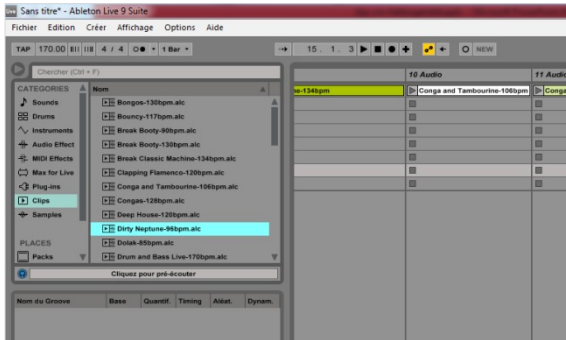 Sans titre* - Ableton Live 9 Suite
Fichier Edition Créer Affichage Options Aide
TAP 170.00 4 / 4 1 Bar 15 . 1 . 3 NEW
Chercher (Ctrl + F)
CATEGORIES
Sounds
Drums
Instruments
Audio Effect
MIDI Effects
Max for Live
Plug-ins
Clips
Samples
PLACES
Packs
Nom
Bongos-130bpm.alc
Bouncy-117bpm.alc
Break Booty-90bpm.alc
Break Booty-130bpm.alc
Break Classic Machine-134bpm.alc
Clapping Flamenco-120bpm.alc
Conga and Tambourine-106bpm.alc
Congas-128bpm.alc
Deep House-120bpm.alc
Dirty Neptune-96bpm.alc
Dolak-85bpm.alc
Drum and Bass Live-170bpm.alc
Cliquez pour pré-écouter
Nom du Groove Base Quantif. Timing Aléat. Dynam.
10 Audio 11 Audio
ne-134bpm Conga and Tambourine-106bpm Conga